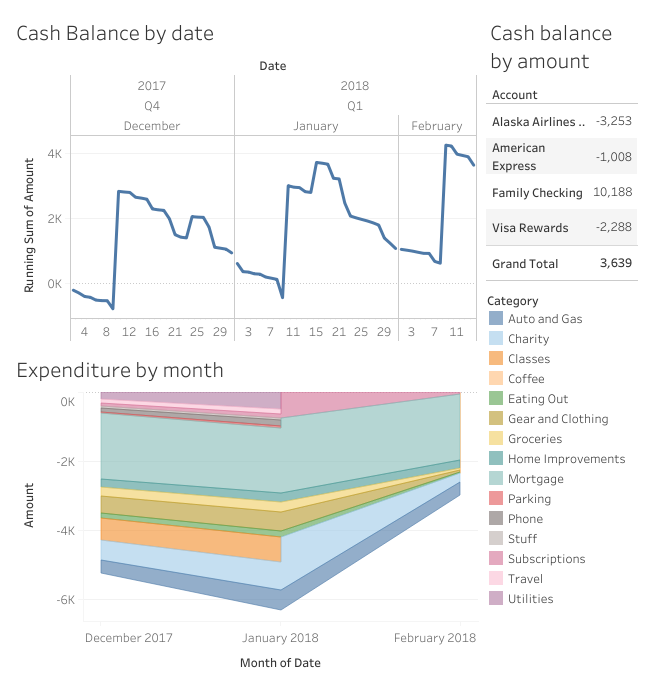 Cash Balance by date
Date
2017
2018
Q4
Q1
December
January
February
Running Sum of Amount
4K
2K
0K
4 8 12 16 21 25 29 3 7 11 15 19 25 29 3 7 11
Cash balance
by amount
Account
Alaska Airlines .. -3,253
American
Express -1,008
Family Checking 10,188
Visa Rewards -2,288
Grand Total 3,639
Expenditure by month
Amount
0K
-2K
-4K
-6K
December 2017 January 2018 February 2018
Month of Date
Category
Auto and Gas
Charity
Classes
Coffee
Eating Out
Gear and Clothing
Groceries
Home Improvements
Mortgage
Parking
Phone
Stuff
Subscriptions
Travel
Utilities